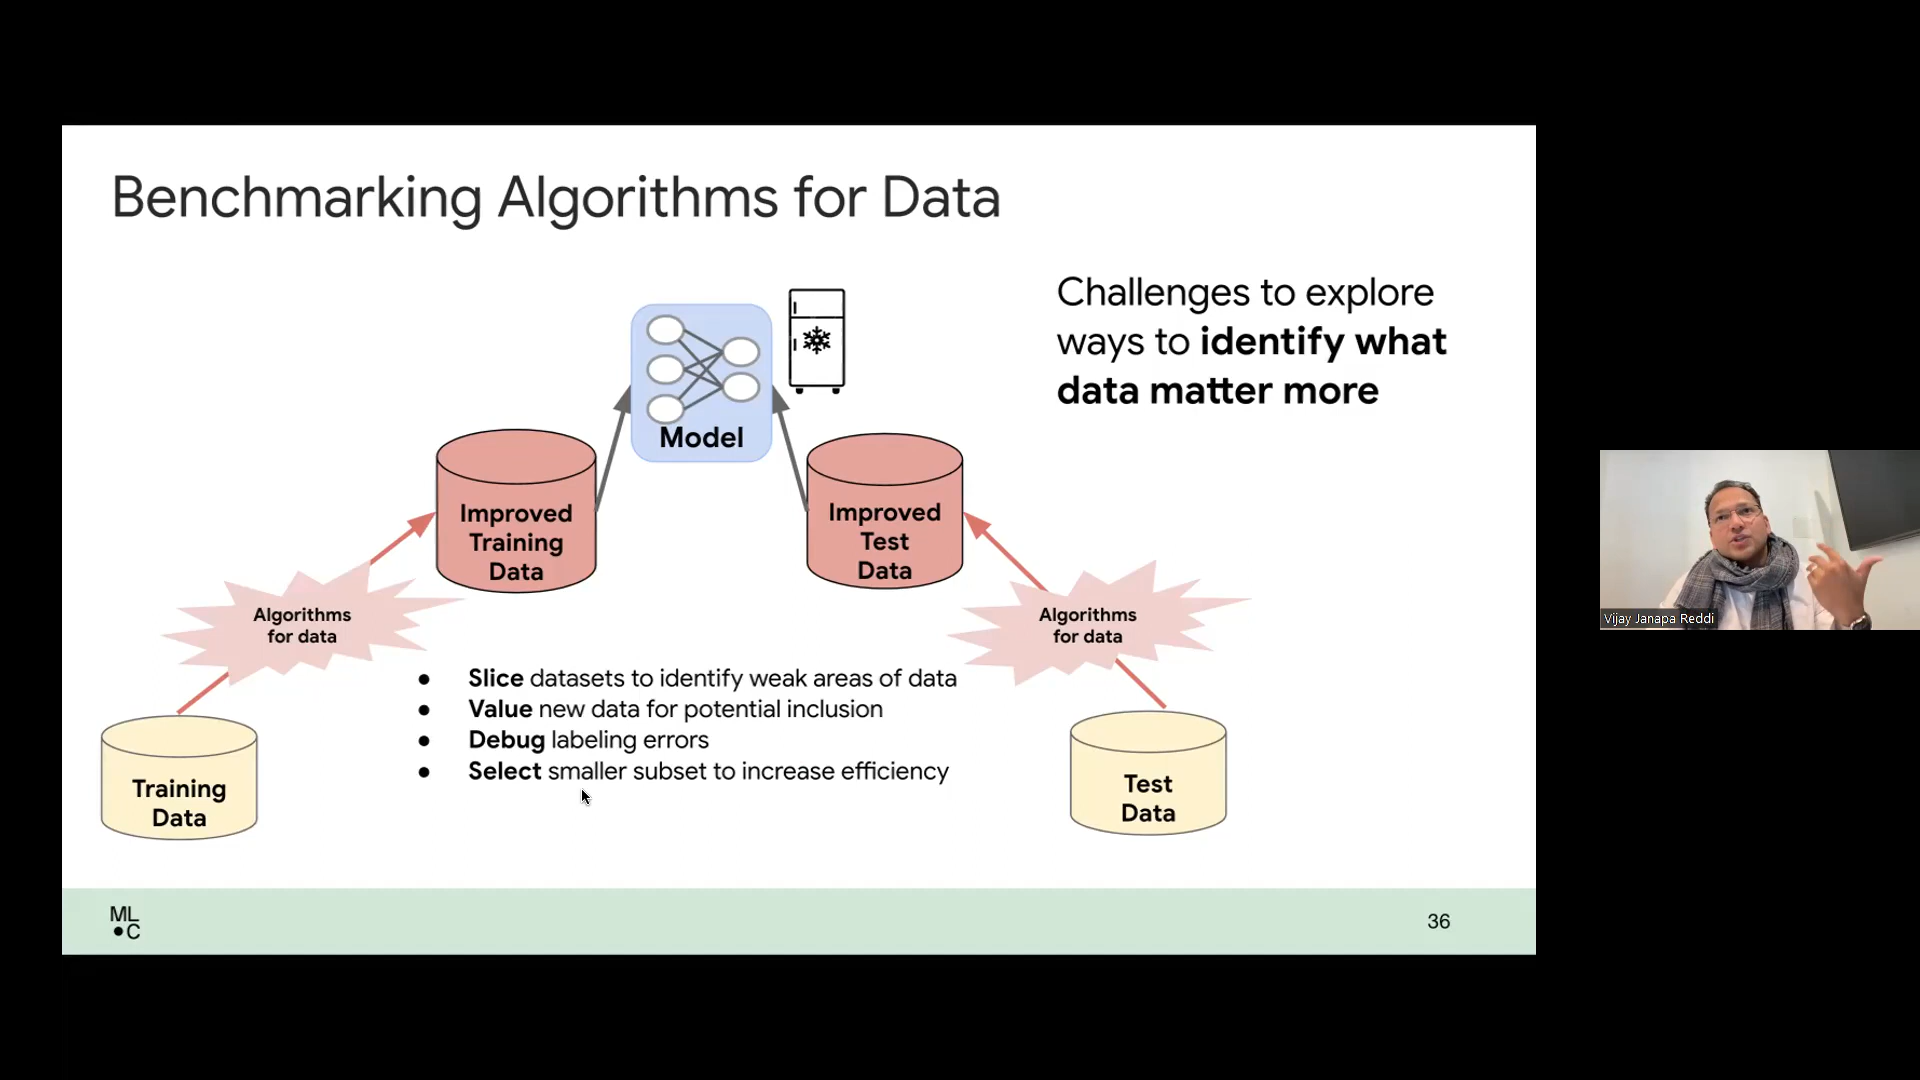 Benchmarking Algorithms for Data
Challenges to explore
ways to identify what
data matter more
Model
Improved
Training
Data
Improved
Test
Data
Algorithms
for data
Algorithms
for data
● Slice datasets to identify weak areas of data
● Value new data for potential inclusion
● Debug labeling errors
● Select smaller subset to increase efficiency
Training
Data
Test
Data
ML
●C
36
Vijay Janapa Reddi